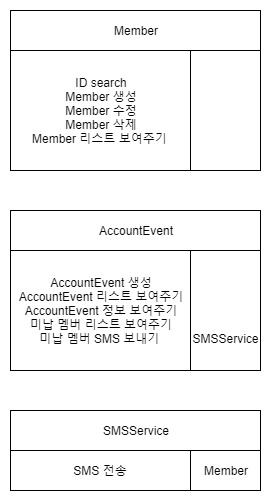 Member
ID search
Member 생성
Member 수정
Member 삭제
Member 리스트 보여주기
AccountEvent
AccountEvent 생성
AccountEvent 리스트 보여주기
AccountEvent 정보 보여주기
미납 멤버 리스트 보여주기
미납 멤버 SMS 보내기
SMSService
SMSService
SMS 전송
Member